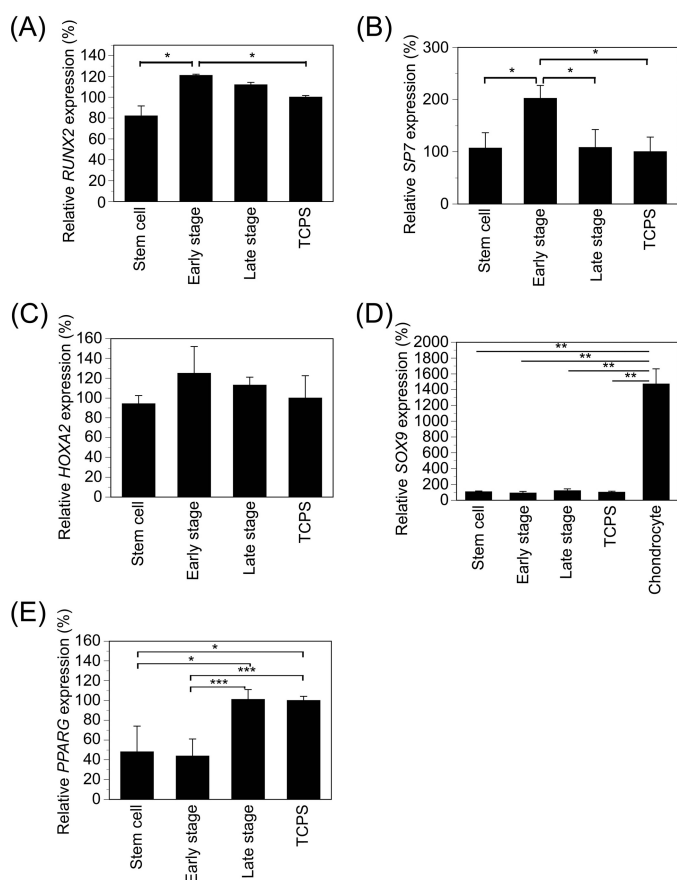 (A)
Relative RUNX2 expression (%)
140
120
100
80
60
40
20
0
*
*
Stem cell
Early stage
Late stage
TCPS
(B)
Relative SP7 expression (%)
300
200
100
0
*
*
*
Stem cell
Early stage
Late stage
TCPS
(C)
Relative HOXA2 expression (%)
160
140
120
100
80
60
40
20
0
Stem cell
Early stage
Late stage
TCPS
(D)
Relative SOX9 expression (%)
2000
1800
1600
1400
1200
1000
800
600
400
200
0
**
**
**
**
Stem cell
Early stage
Late stage
TCPS
Chondrocyte
(E)
Relative PPARG expression (%)
160
140
120
100
80
60
40
20
0
*
*
***
***
Stem cell
Early stage
Late stage
TCPS